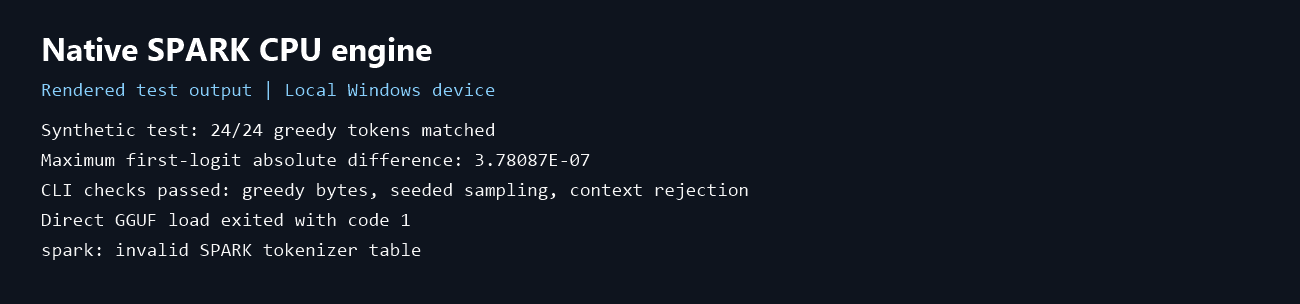 Native SPARK CPU engine
Rendered test output | Local Windows device
Synthetic test: 24/24 greedy tokens matched
Maximum first-logit absolute difference: 3.78087E-07
CLI checks passed: greedy bytes, seeded sampling, context rejection
Direct GGUF load exited with code 1
spark: invalid SPARK tokenizer table